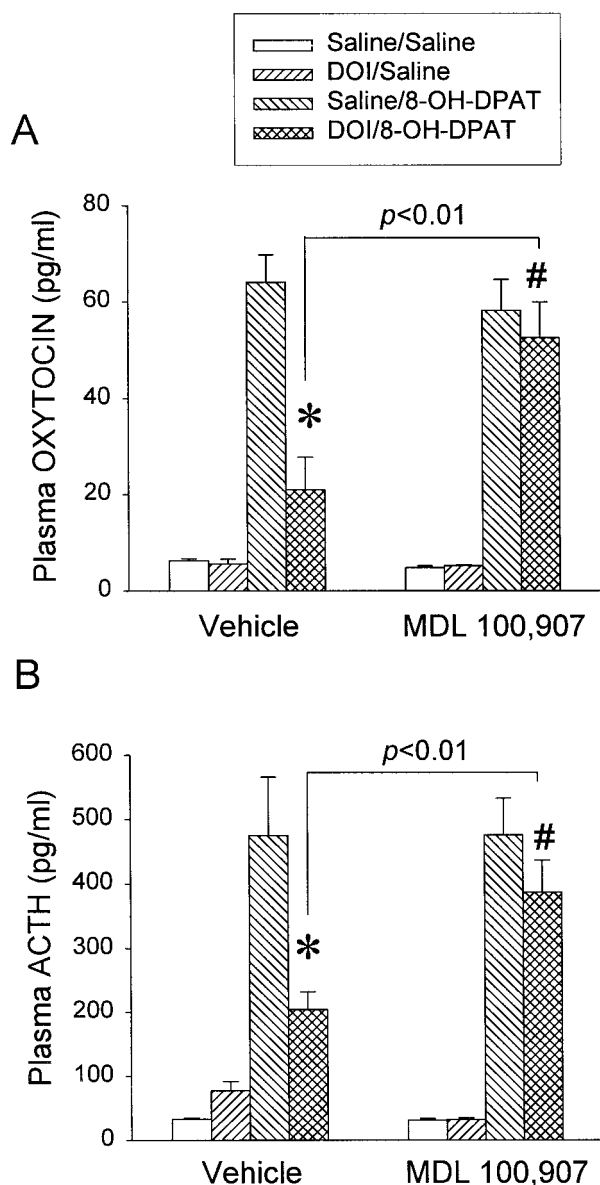 Saline/Saline
DOI/Saline
Saline/8-OH-DPAT
DOI/8-OH-DPAT
A
Plasma OXYTOCIN (pg/ml)
80
60
40
20
0
p<0.01
*
#
Vehicle
MDL 100,907
B
Plasma ACTH (pg/ml)
600
500
400
300
200
100
0
p<0.01
*
#
Vehicle
MDL 100,907